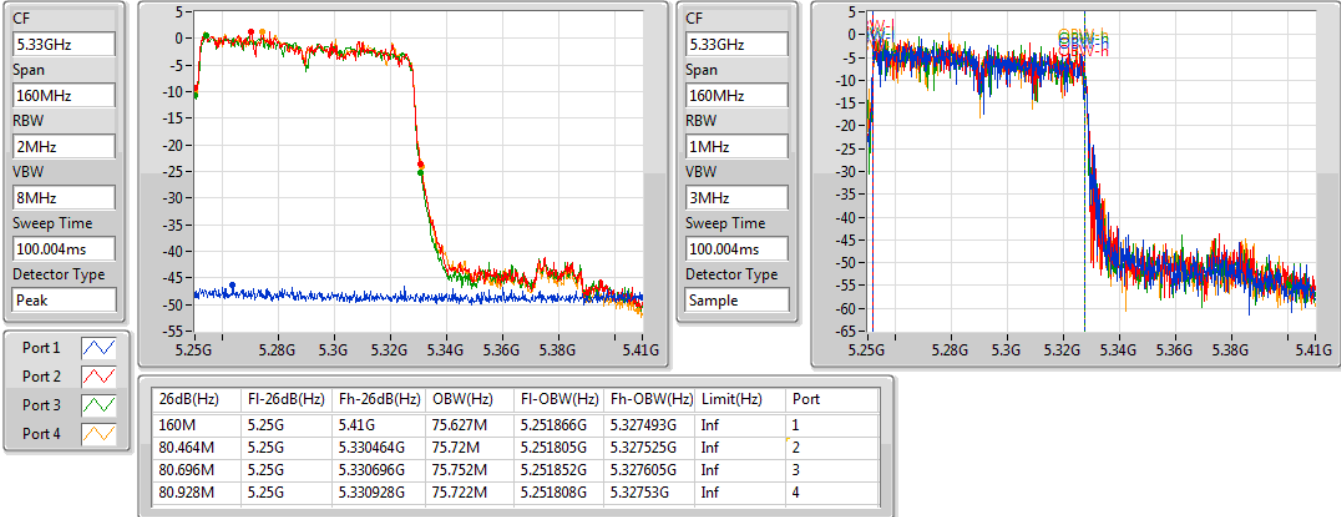 CF
5.33GHz
Span
160MHz
RBW
2MHz
VBW
8MHz
Sweep Time
100.004ms
Detector Type
Peak
5
0
-5
-10
-15
-20
-25
-30
-35
-40
-45
-50
-55
5.25G 5.28G 5.3G 5.32G 5.34G 5.36G 5.38G 5.41G
CF
5.33GHz
Span
160MHz
RBW
1MHz
VBW
3MHz
Sweep Time
100.004ms
Detector Type
Sample
5
0
-5
-10
-15
-20
-25
-30
-35
-40
-45
-50
-55
-60
-65
OBW-h
5.25G 5.28G 5.3G 5.32G 5.34G 5.36G 5.38G 5.41G
Port 1
Port 2
Port 3
Port 4
26dB(Hz) Fl-26dB(Hz) Fh-26dB(Hz) OBW(Hz) Fl-OBW(Hz) Fh-OBW(Hz) Limit(Hz) Port
160M 5.25G 5.41G 75.627M 5.251866G 5.327493G Inf 1
80.464M 5.25G 5.330464G 75.72M 5.251805G 5.327525G Inf 2
80.696M 5.25G 5.330696G 75.752M 5.251852G 5.327605G Inf 3
80.928M 5.25G 5.330928G 75.722M 5.251808G 5.32753G Inf 4